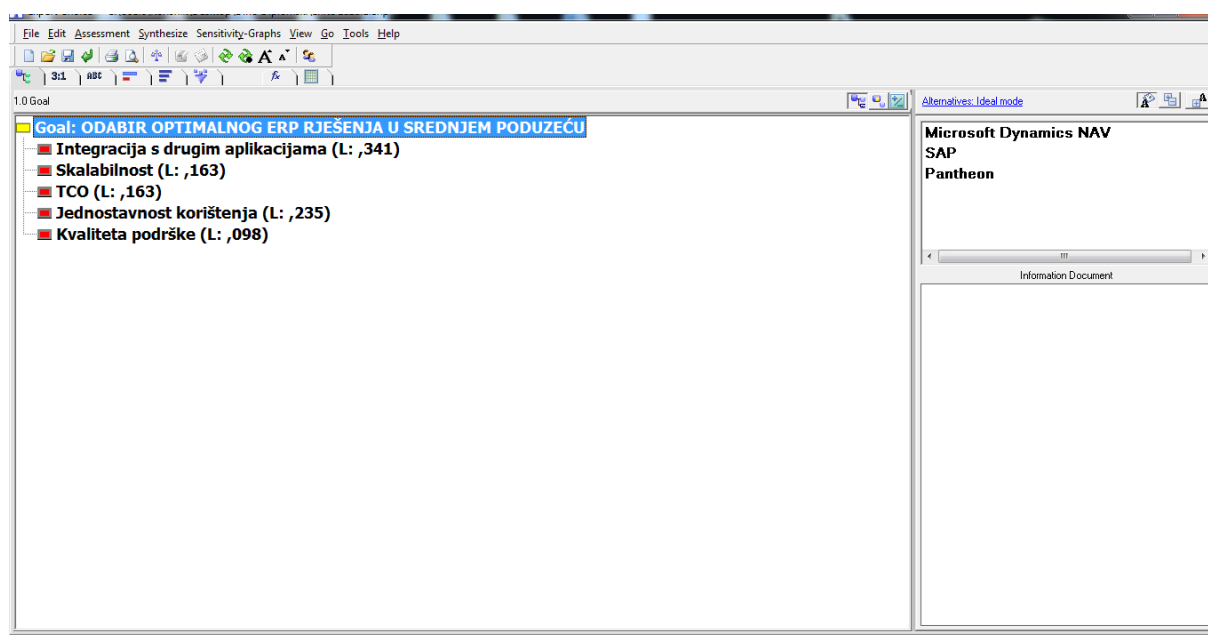 File Edit Assessment Synthesize Sensitivity-Graphs View Go Tools Help
3:1 ABC fx
1.0 Goal
Alternatives: Ideal mode
Goal: ODABIR OPTIMALNOG ERP RJEŠENJA U SREDNJEM PODUZEĆU
Integracija s drugim aplikacijama (L: ,341)
Skalabilnost (L: ,163)
TCO (L: ,163)
Jednostavnost korištenja (L: ,235)
Kvaliteta podrške (L: ,098)
Microsoft Dynamics NAV
SAP
Pantheon
Information Document